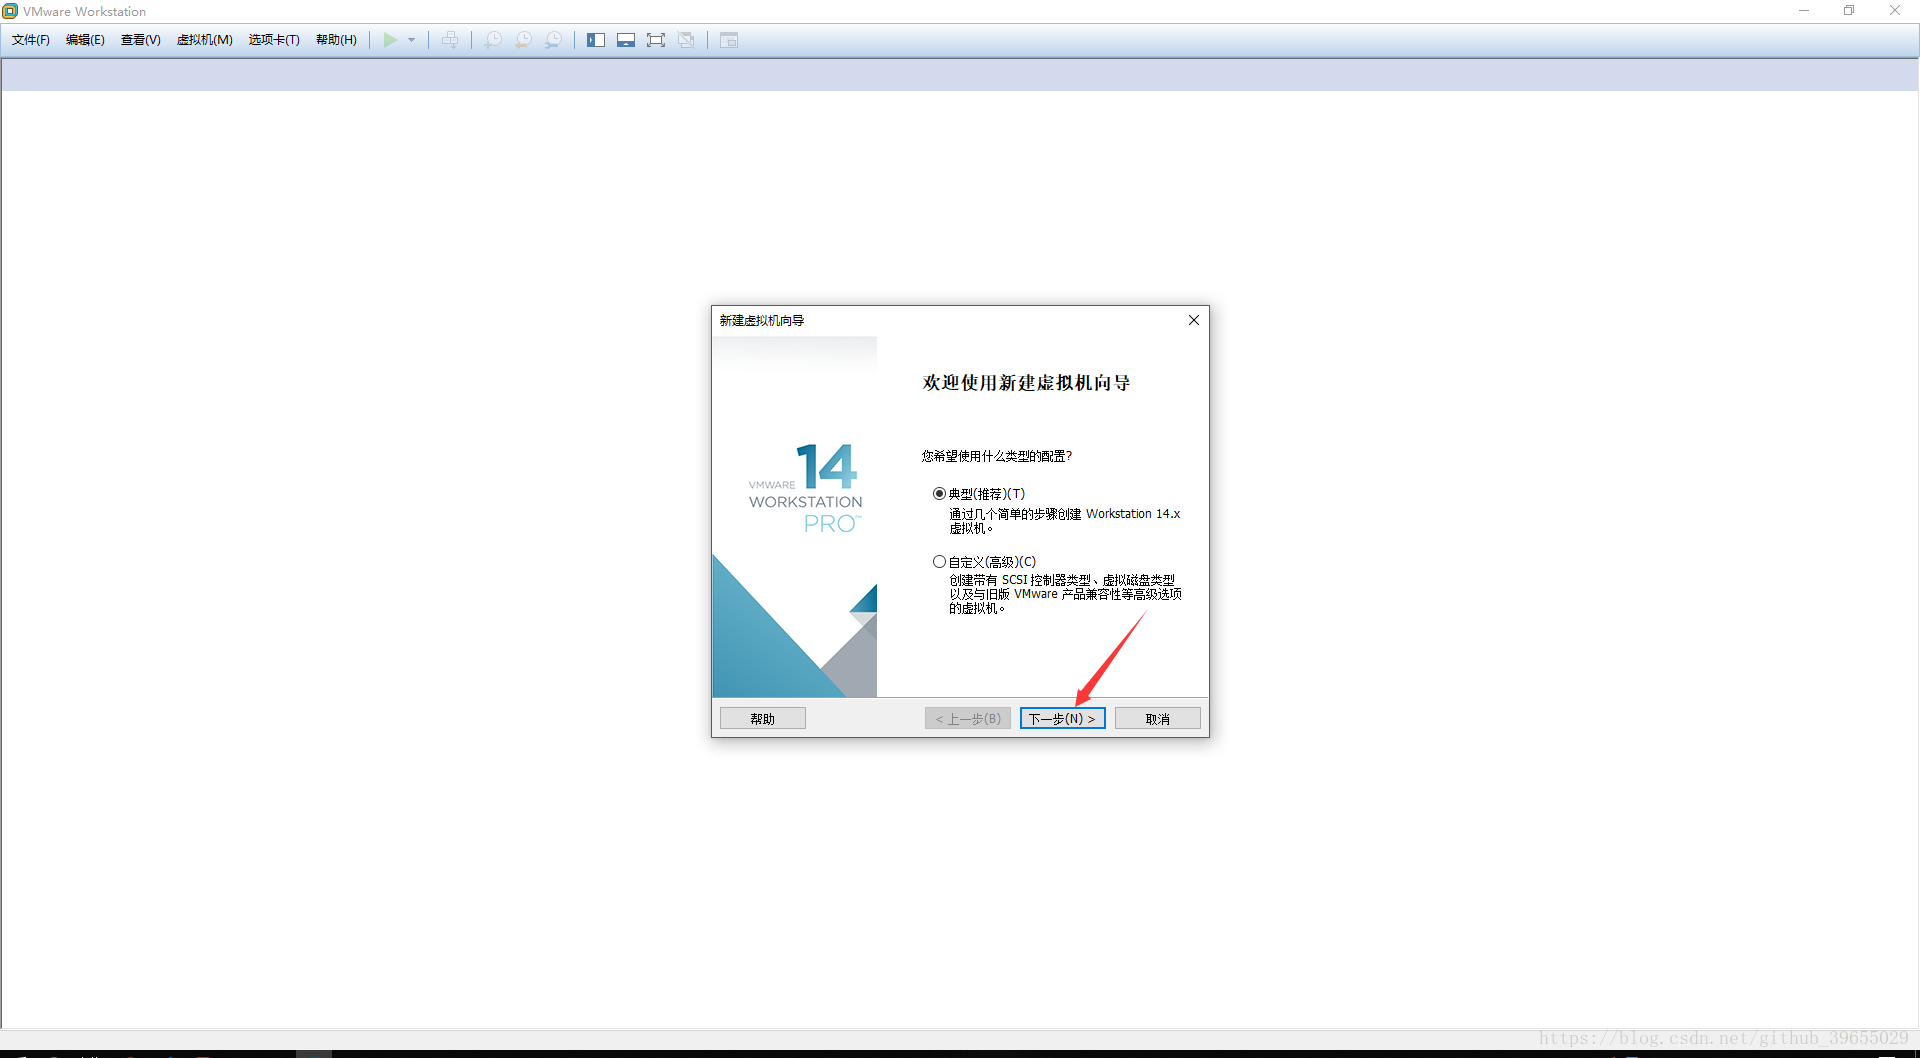 VMware Workstation
文件(F) 编辑(E) 查看(V) 虚拟机(M) 选项卡(T) 帮助(H)
新建虚拟机向导
欢迎使用新建虚拟机向导
14
VMWARE
WORKSTATION
PRO™
您希望使用什么类型的配置?
典型(推荐)(T)
通过几个简单的步骤创建 Workstation 14.x
虚拟机。
自定义(高级)(C)
创建带有 SCSI 控制器类型、虚拟磁盘类型
以及与旧版 VMware 产品兼容性等高级选项
的虚拟机。
帮助 < 上一步(B) 下一步(N) > 取消
https://blog.csdn.net/github_39655029